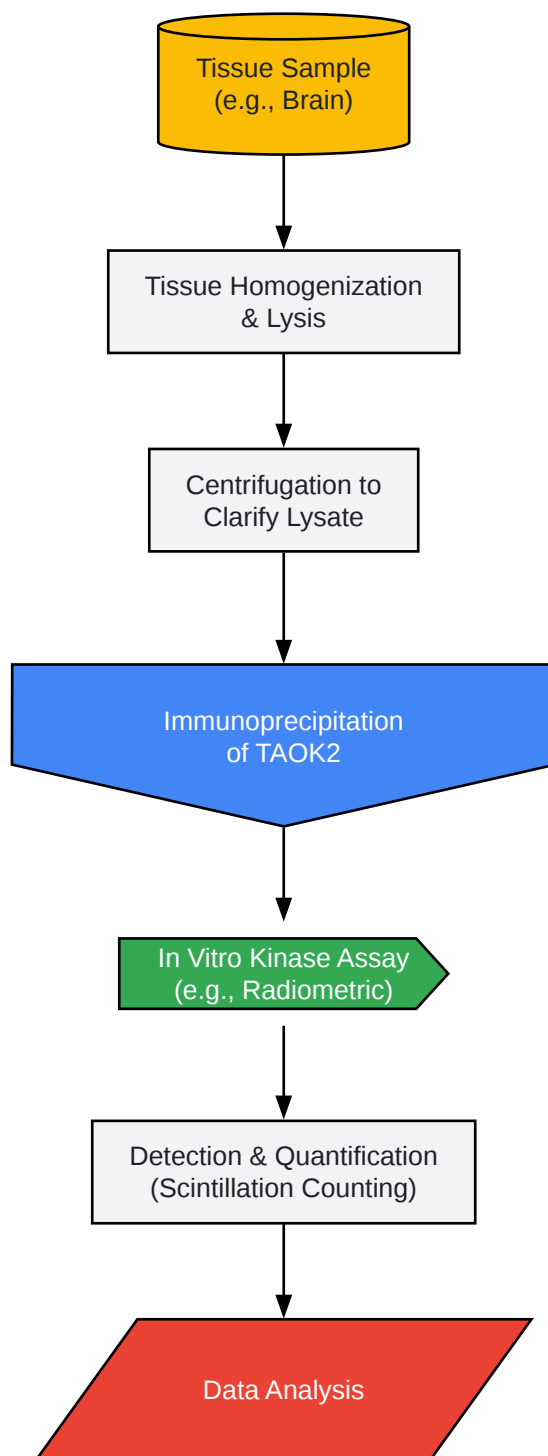 Tissue Sample
(e.g., Brain)
Tissue Homogenization
& Lysis
Centrifugation to
Clarify Lysate
Immunoprecipitation
of TAOK2
In Vitro Kinase Assay
(e.g., Radiometric)
Detection & Quantification
(Scintillation Counting)
Data Analysis